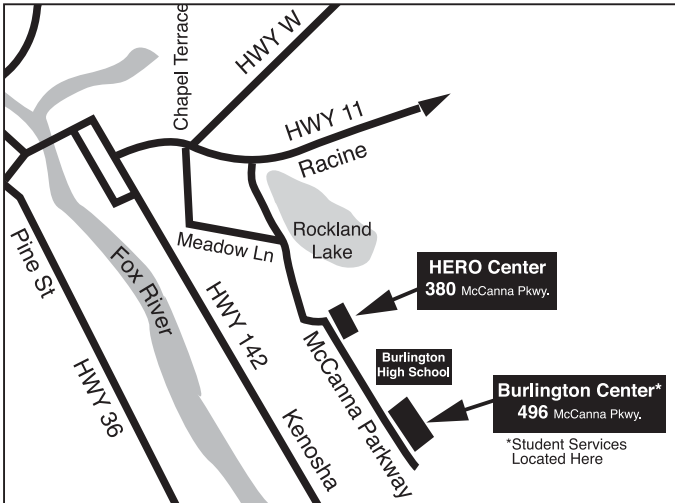 Chapel Terrace
HWY W
HWY 11
Racine
Rockland
Lake
Meadow Ln
Pine St
Fox River
HWY 36
HWY 142
Kenosha
McCanna Parkway
HERO Center
380 McCanna Pkwy.
Burlington
High School
Burlington Center*
496 McCanna Pkwy.
*Student Services
Located Here